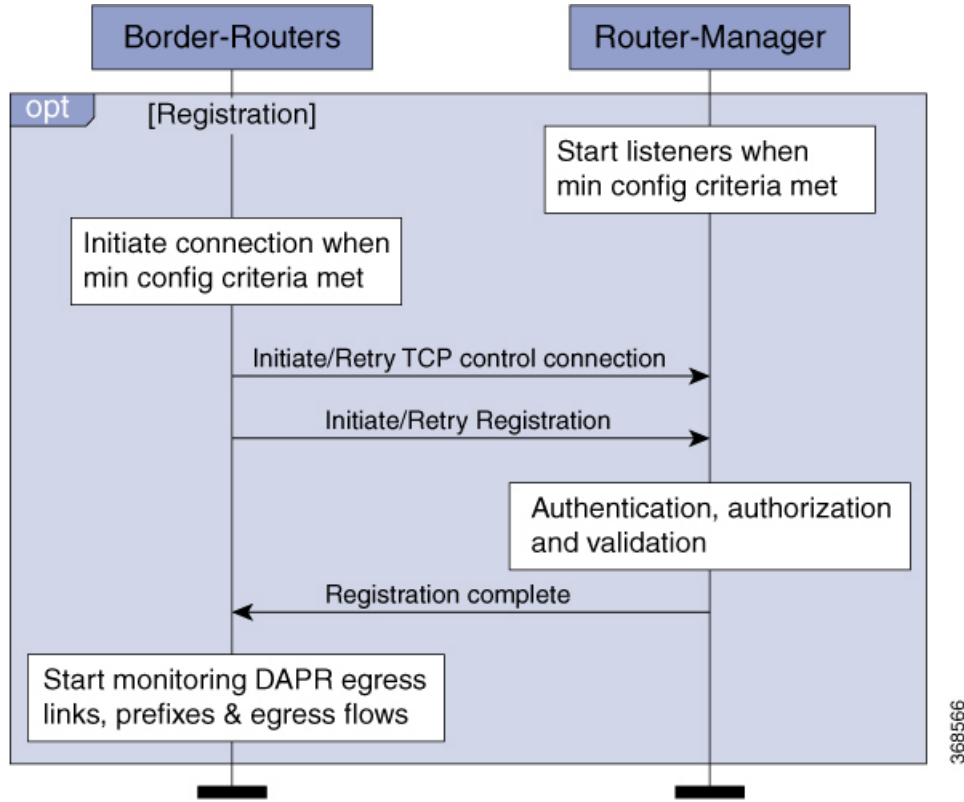 Border-Routers
Router-Manager
opt
[Registration]
Start listeners when
min config criteria met
Initiate connection when
min config criteria met
Initiate/Retry TCP control connection
Initiate/Retry Registration
Authentication, authorization
and validation
Registration complete
Start monitoring DAPR egress
links, prefixes & egress flows
368566